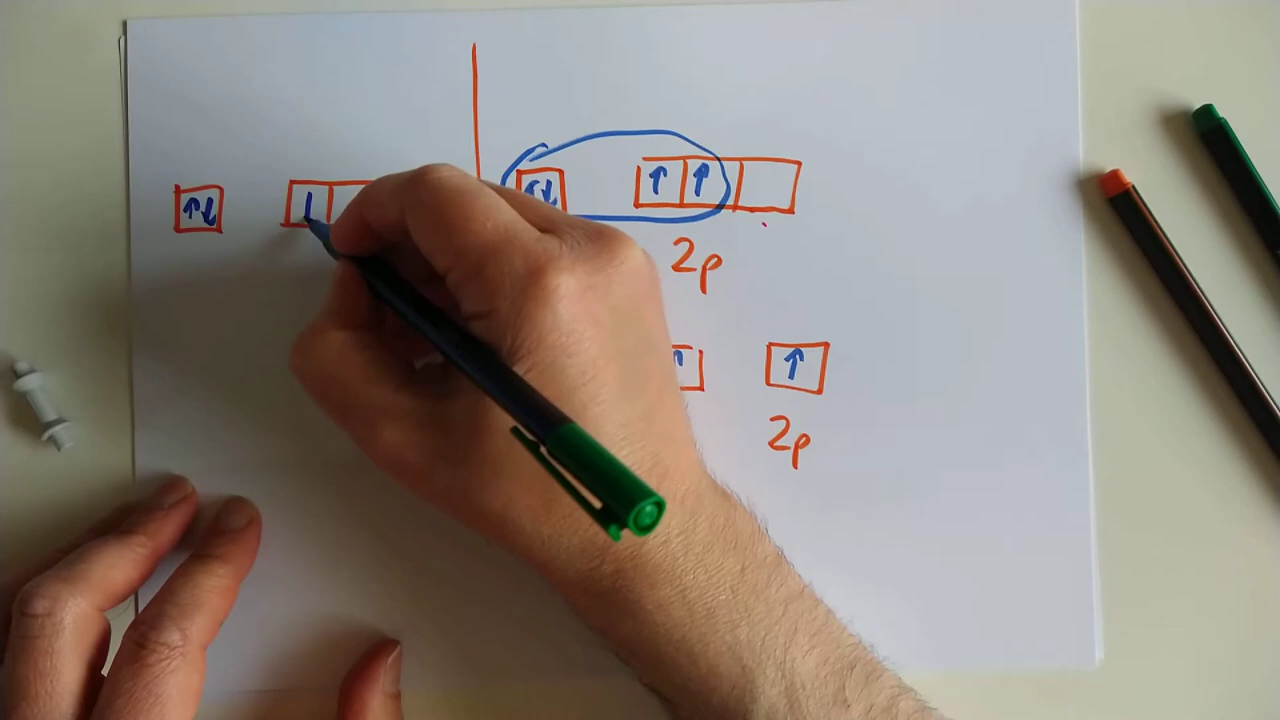 ↑↓ ↑↓ ↑ ↑
2p
↑ ↑
2p